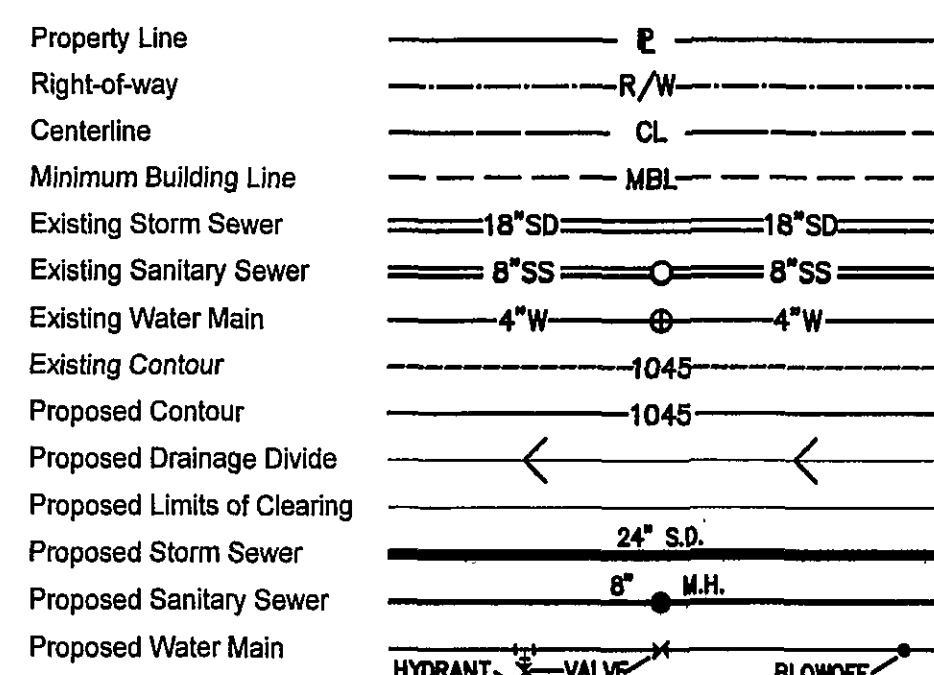 Property Line ℙL
Right-of-way R/W
Centerline CL
Minimum Building Line MBL
Existing Storm Sewer 18"SD 18"SD
Existing Sanitary Sewer 8"SS 8"SS
Existing Water Main 4"W 4"W
Existing Contour 1045
Proposed Contour 1045
Proposed Drainage Divide
Proposed Limits of Clearing
Proposed Storm Sewer 24" S.D.
Proposed Sanitary Sewer 8" M.H.
Proposed Water Main
HYDRANT VALVE BLOWOFF